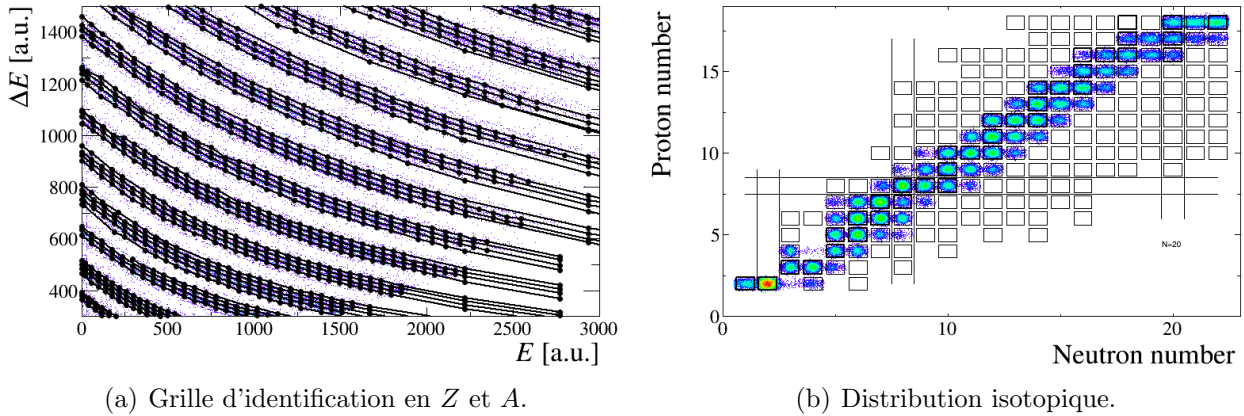 ΔE [a.u.]
1400
1200
1000
800
600
400
0
500
1000
1500
2000
2500
3000
E [a.u.]
(a) Grille d'identification en Z et A.
Proton number
15
10
5
0
0
10
20
N=20
Neutron number
(b) Distribution isotopique.